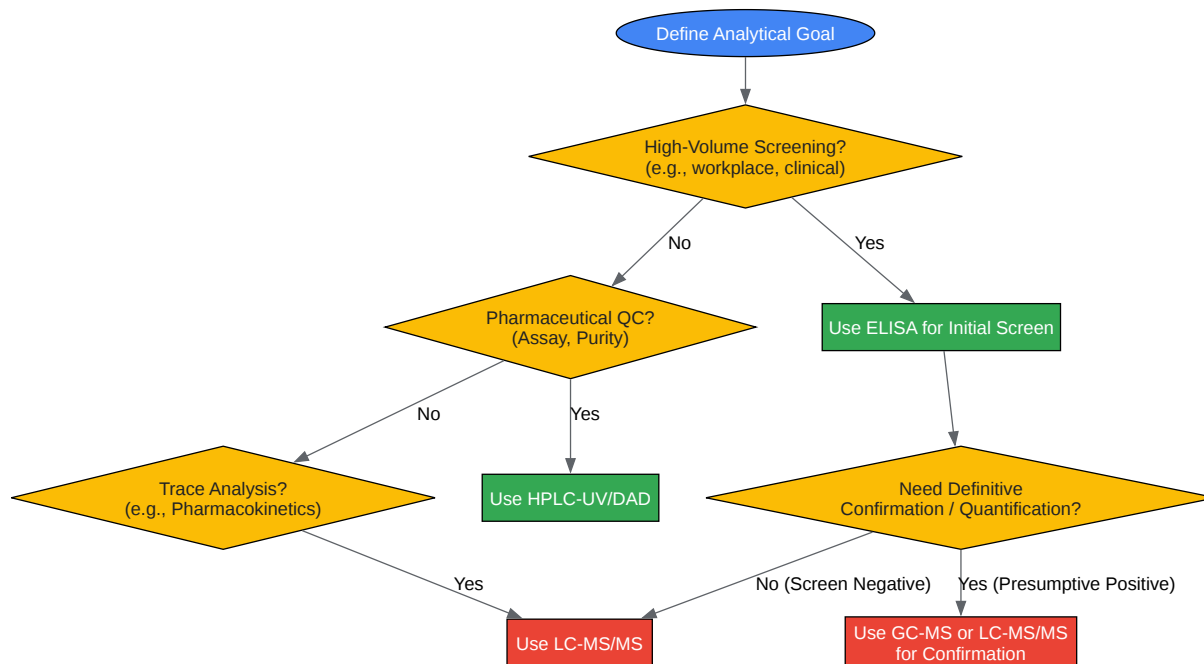 Define Analytical Goal
High-Volume Screening?
(e.g., workplace, clinical)
No
Yes
Pharmaceutical QC?
(Assay, Purity)
Use ELISA for Initial Screen
No
Yes
Trace Analysis?
(e.g., Pharmacokinetics)
Use HPLC-UV/DAD
Need Definitive
Confirmation / Quantification?
Yes
No (Screen Negative)
Yes (Presumptive Positive)
Use LC-MS/MS
Use GC-MS or LC-MS/MS
for Confirmation